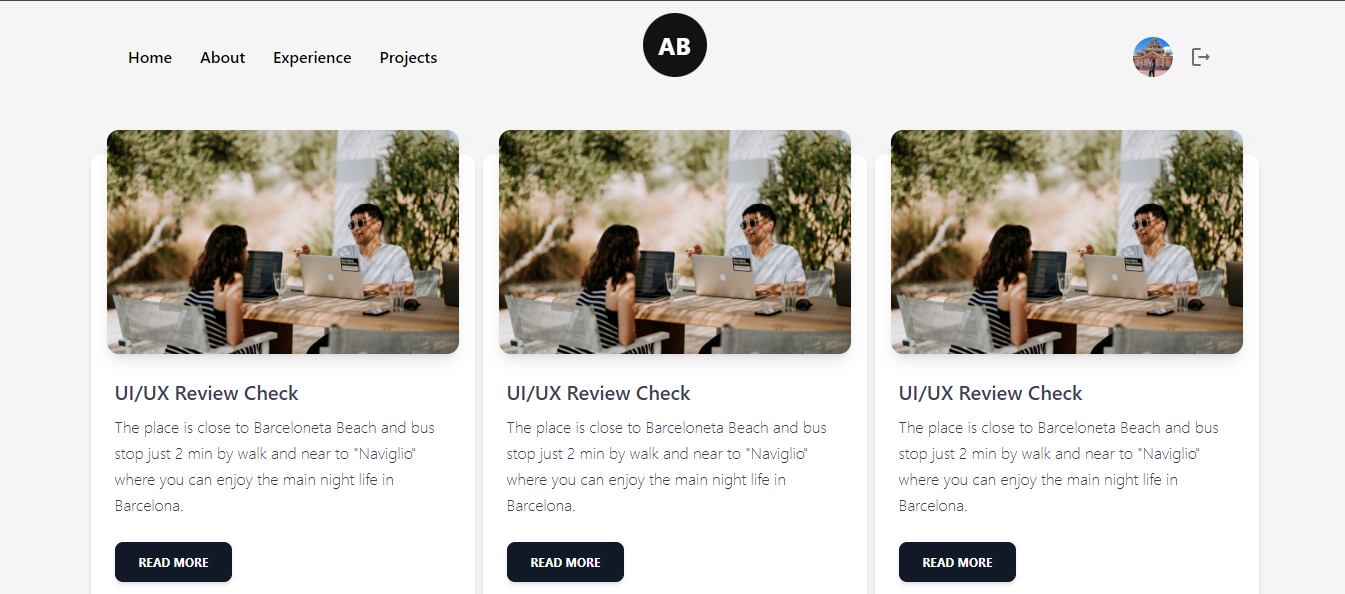 Home About Experience Projects
AB
UI/UX Review Check
The place is close to Barceloneta Beach and bus
stop just 2 min by walk and near to "Naviglio"
where you can enjoy the main night life in
Barcelona.
READ MORE
UI/UX Review Check
The place is close to Barceloneta Beach and bus
stop just 2 min by walk and near to "Naviglio"
where you can enjoy the main night life in
Barcelona.
READ MORE
UI/UX Review Check
The place is close to Barceloneta Beach and bus
stop just 2 min by walk and near to "Naviglio"
where you can enjoy the main night life in
Barcelona.
READ MORE